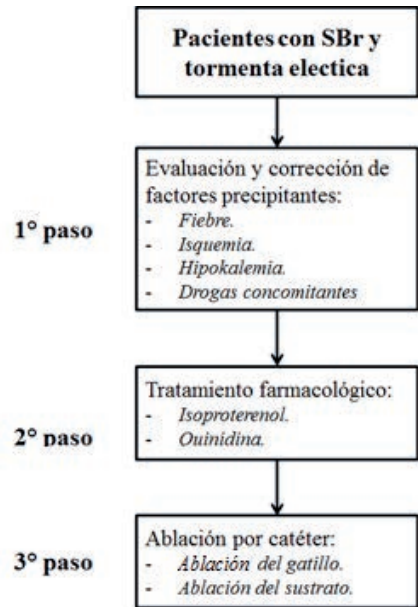 Pacientes con SBr y
tormenta electica
1° paso
Evaluación y corrección de
factores precipitantes:
- Fiebre.
- Isquemia.
- Hipokalemia.
- Drogas concomitantes
2° paso
Tratamiento farmacológico:
- Isoproterenol.
- Ouinidina.
3° paso
Ablación por catéter:
- Ablación del gatillo.
- Ablación del sustrato.